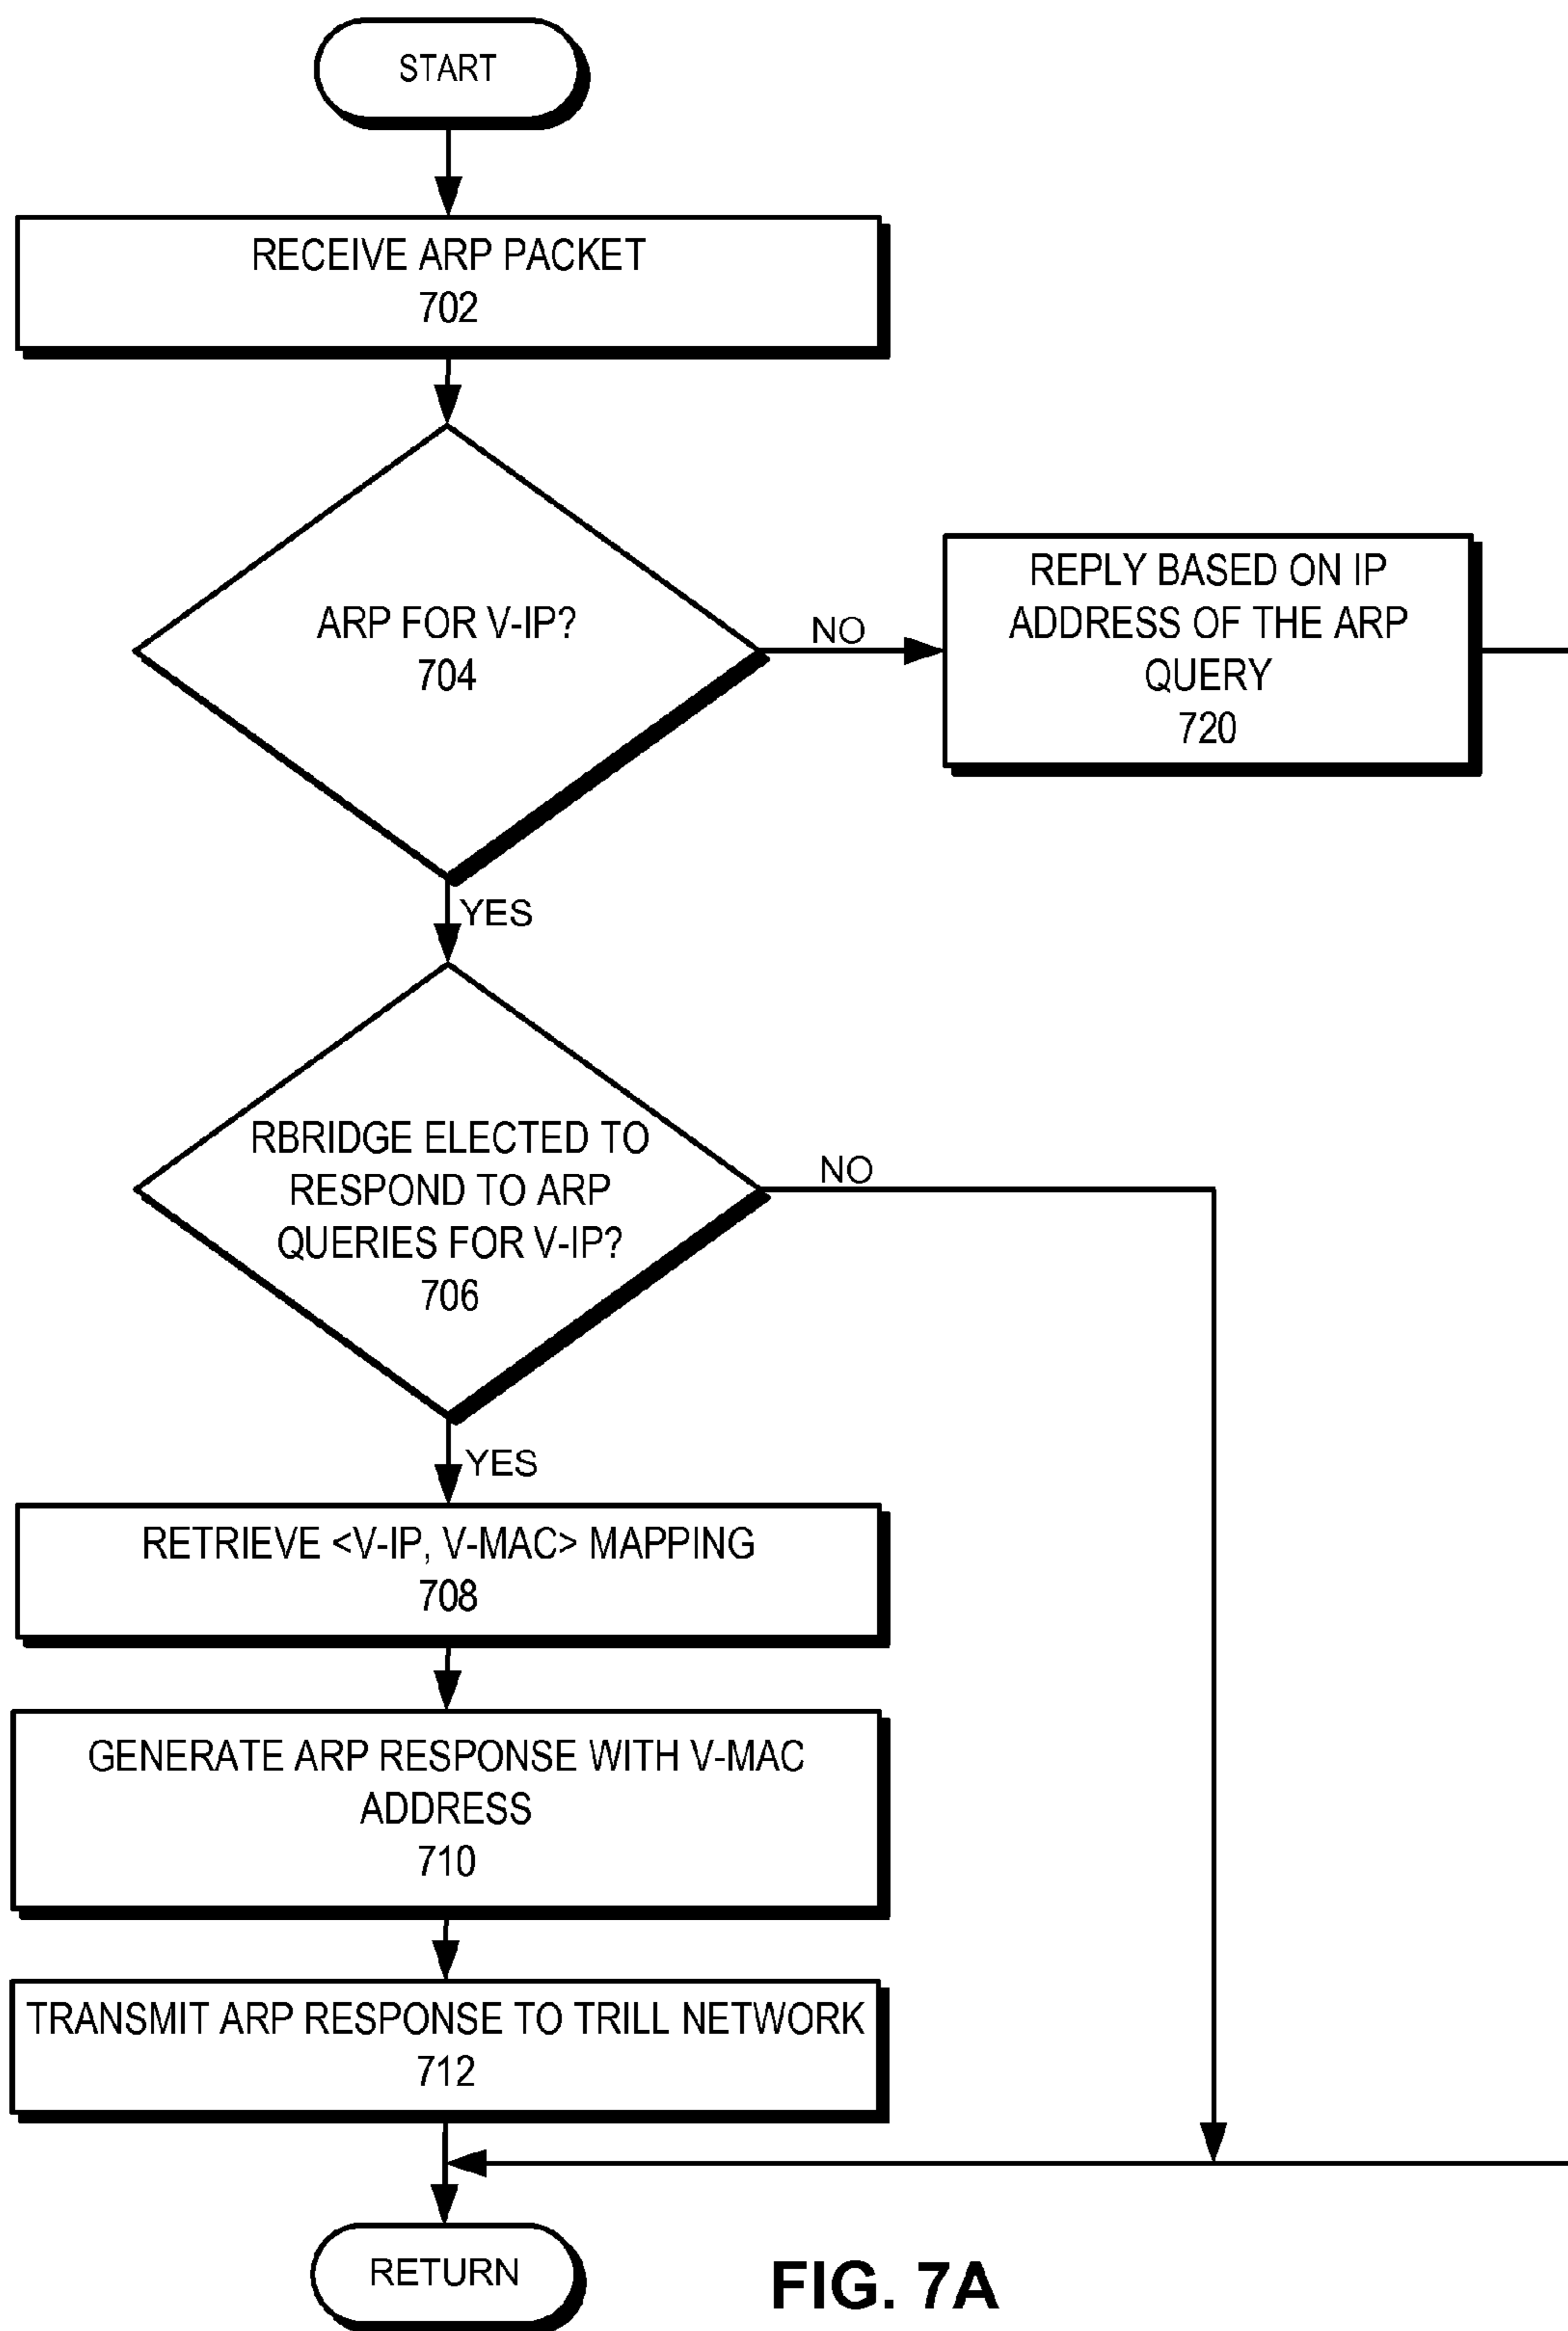 START
RECEIVE ARP PACKET
702
ARP FOR V-IP?
704
NO
REPLY BASED ON IP
ADDRESS OF THE ARP
QUERY
720
YES
RBRIDGE ELECTED TO
RESPOND TO ARP
QUERIES FOR V-IP?
706
NO
YES
RETRIEVE <V-IP, V-MAC> MAPPING
708
GENERATE ARP RESPONSE WITH V-MAC
ADDRESS
710
TRANSMIT ARP RESPONSE TO TRILL NETWORK
712
RETURN
FIG. 7A